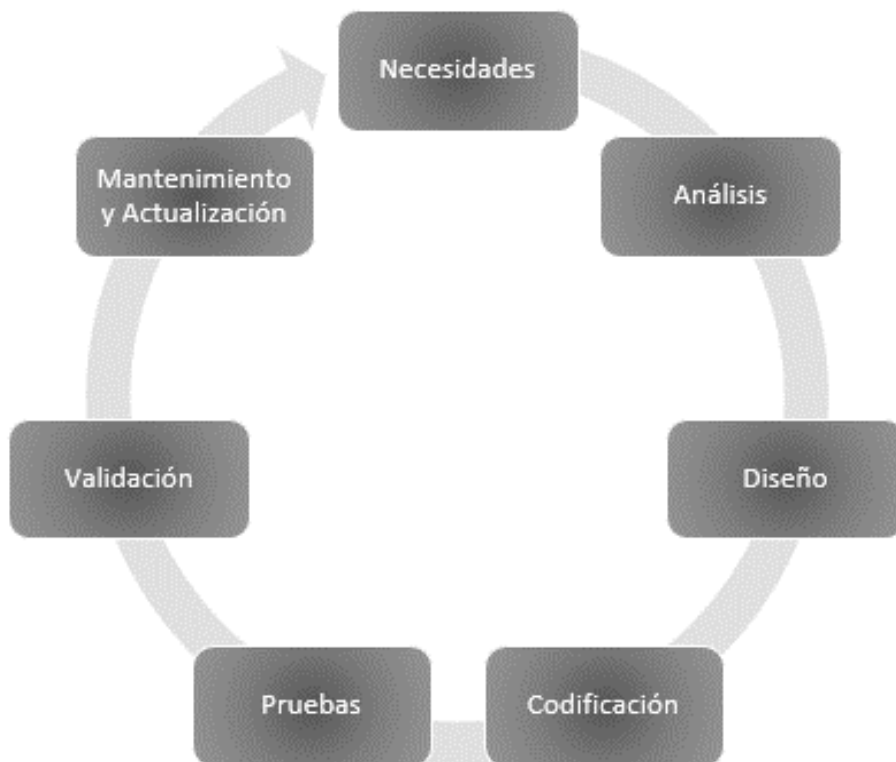 Necesidades
Análisis
Diseño
Codificación
Pruebas
Validación
Mantenimiento
y Actualización